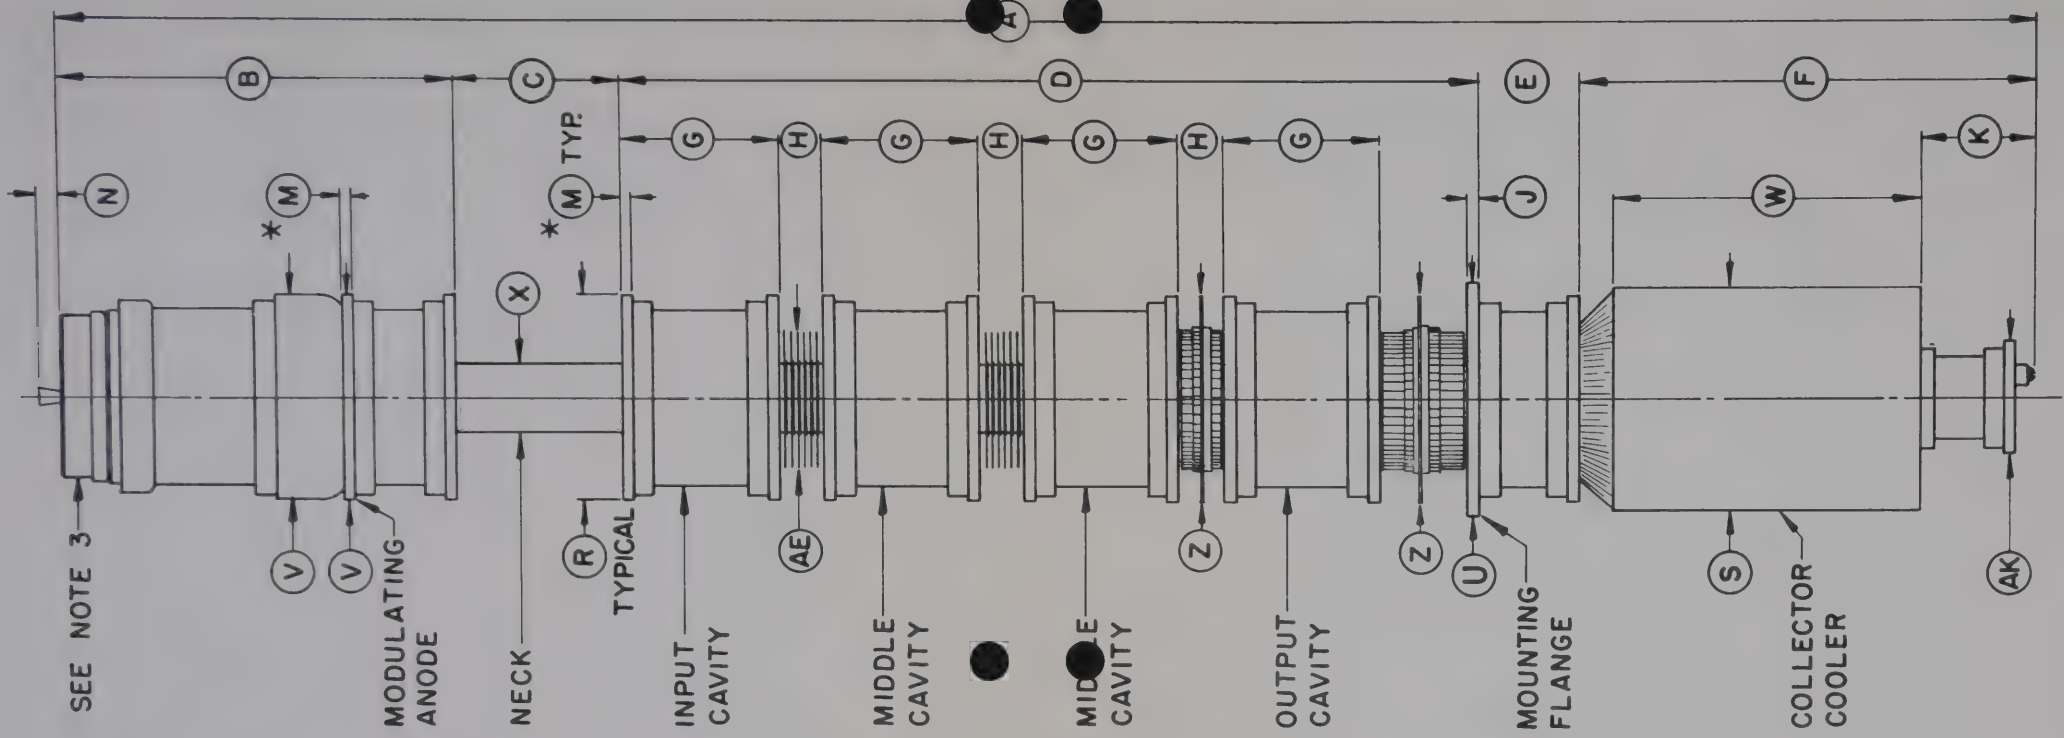 A
B
C
D
E
F
G
H
G
H
G
H
G
N
* M
* M TYP.
J
W
K
X
SEE NOTE 3
V
V
MODULATING
ANODE
NECK
R
TYPICAL
INPUT
CAVITY
AE
MIDDLE
CAVITY
MIDDLE
CAVITY
Z
OUTPUT
CAVITY
Z
U
MOUNTING
FLANGE
S
COLLECTOR
COOLER
AK